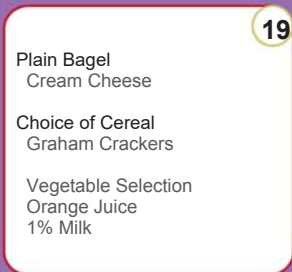 19
Plain Bagel
Cream Cheese
Choice of Cereal
Graham Crackers
Vegetable Selection
Orange Juice
1% Milk